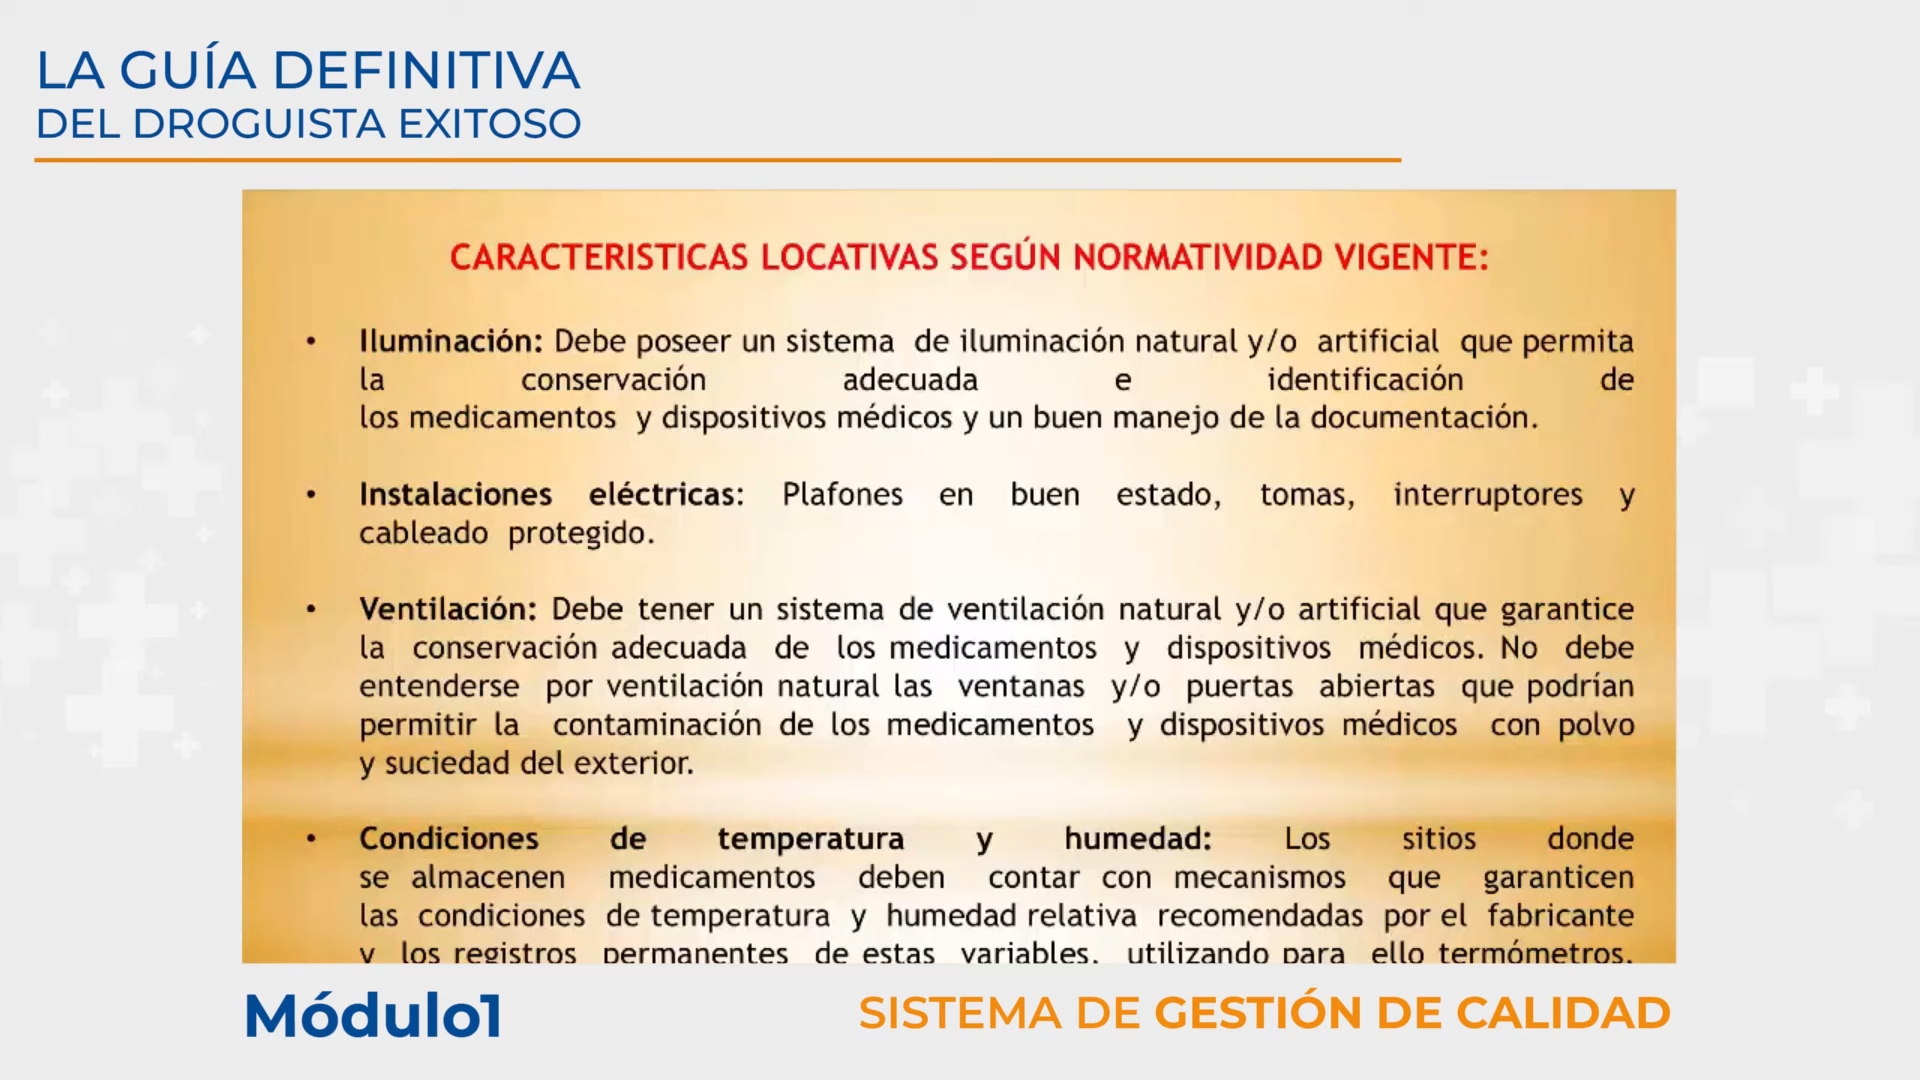 LA GUÍA DEFINITIVA
DEL DROGUISTA EXITOSO
CARACTERISTICAS LOCATIVAS SEGÚN NORMATIVIDAD VIGENTE:
• Iluminación: Debe poseer un sistema de iluminación natural y/o artificial que permita
la conservación adecuada e identificación de
los medicamentos y dispositivos médicos y un buen manejo de la documentación.
• Instalaciones eléctricas: Plafones en buen estado, tomas, interruptores y
cableado protegido.
• Ventilación: Debe tener un sistema de ventilación natural y/o artificial que garantice
la conservación adecuada de los medicamentos y dispositivos médicos. No debe
entenderse por ventilación natural las ventanas y/o puertas abiertas que podrían
permitir la contaminación de los medicamentos y dispositivos médicos con polvo
y suciedad del exterior.
• Condiciones de temperatura y humedad: Los sitios donde
se almacenen medicamentos deben contar con mecanismos que garanticen
las condiciones de temperatura y humedad relativa recomendadas por el fabricante
y los registros permanentes de estas variables, utilizando para ello termómetros,
Módulo1
SISTEMA DE GESTIÓN DE CALIDAD